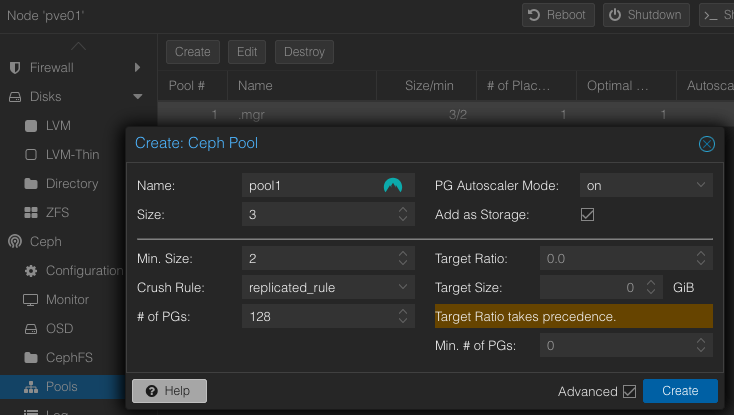 Node 'pve01'
Reboot
Shutdown
Firewall
Disks
LVM
LVM-Thin
Directory
ZFS
Ceph
Configuration
Monitor
OSD
CephFS
Pools
Log
Create Edit Destroy
Pool # Name Size/min # of Plac... Optimal ... Autosca
1 .mgr 3/2 1 1
Create: Ceph Pool
Name: pool1 PG Autoscaler Mode: on
Size: 3 Add as Storage:
Min. Size: 2 Target Ratio: 0.0
Crush Rule: replicated_rule Target Size: 0 GiB
# of PGs: 128 Target Ratio takes precedence.
Min. # of PGs: 0
Help Advanced Create